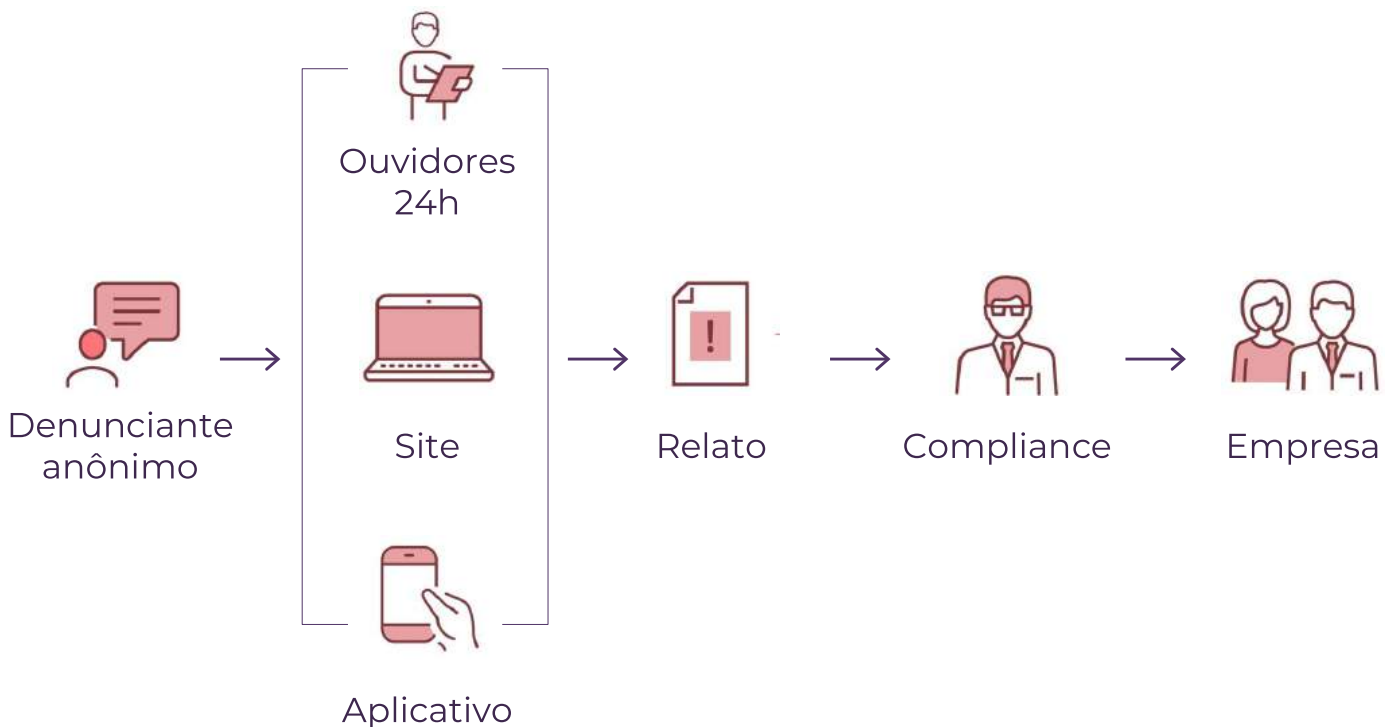 Denunciante
anônimo
Ouvidores
24h
Site
Aplicativo
Relato
!
Compliance
Empresa